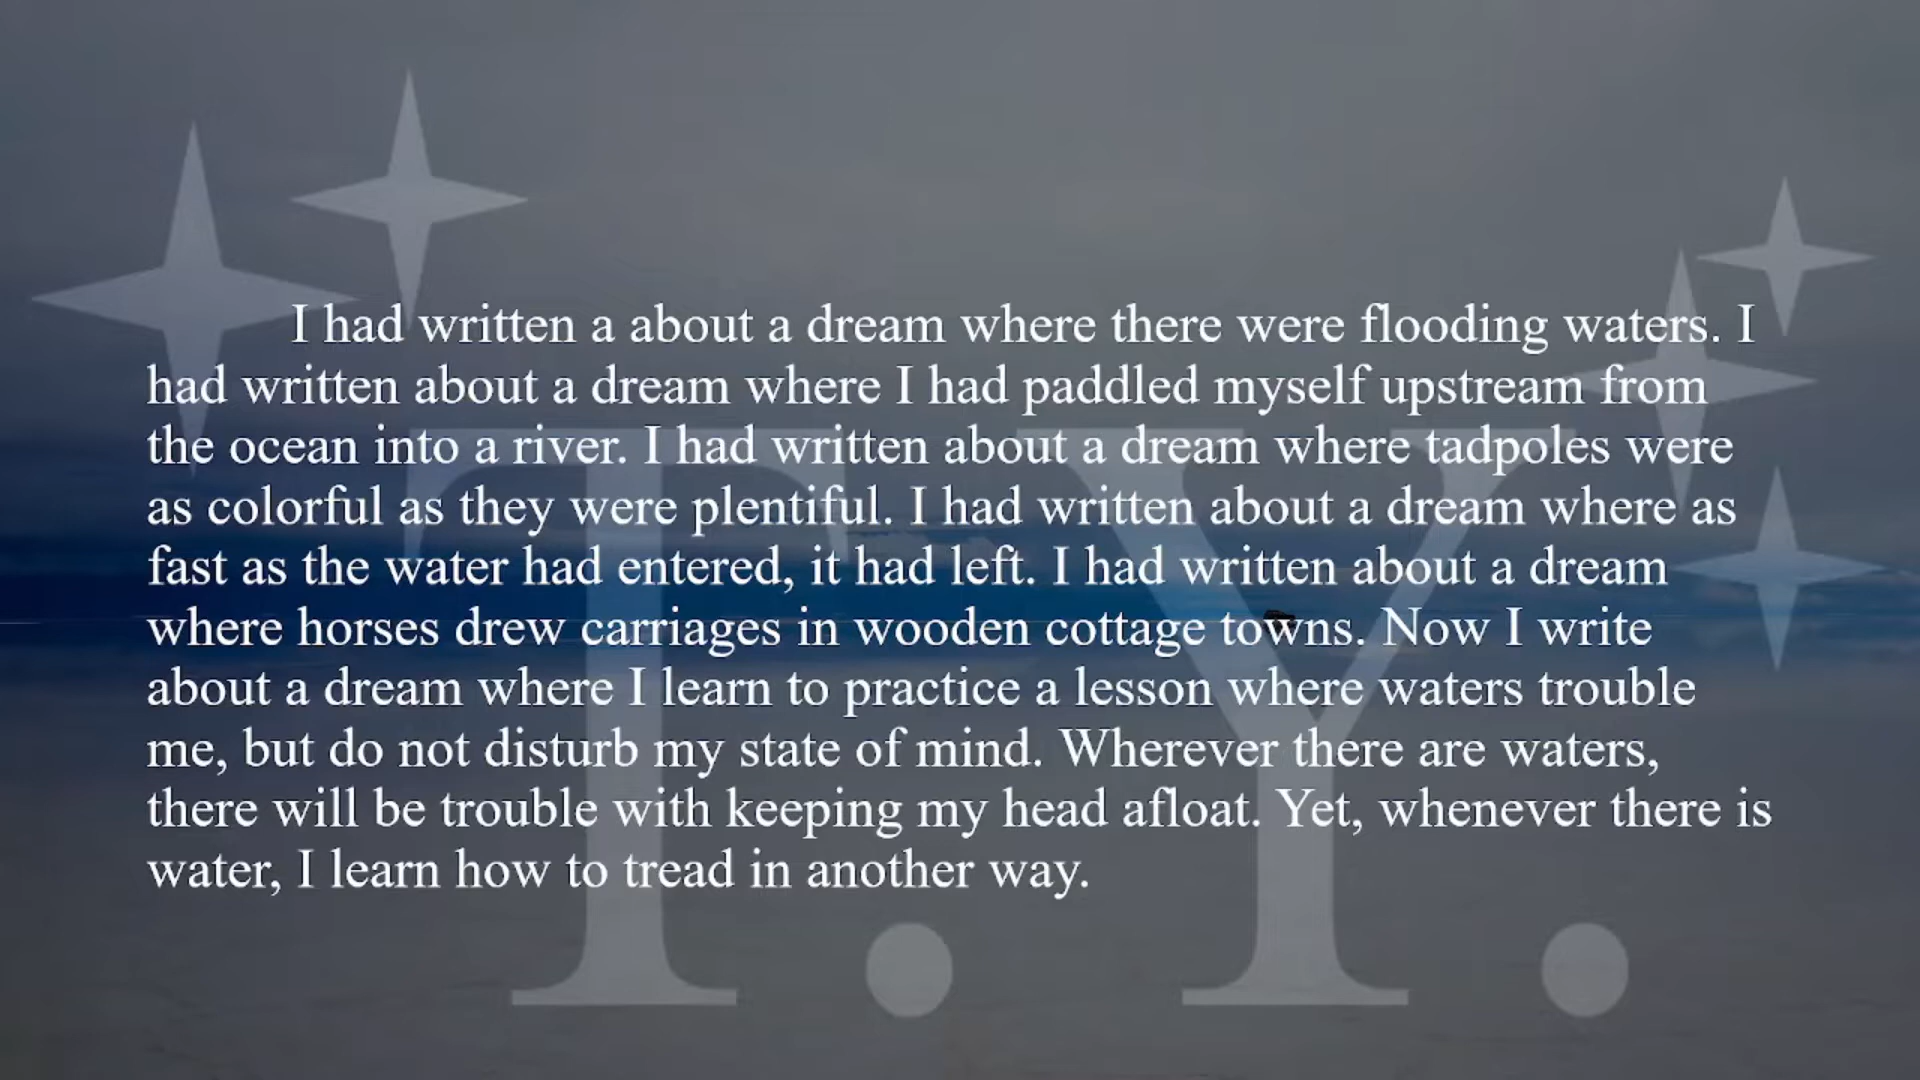 I had written a about a dream where there were flooding waters. I
had written about a dream where I had paddled myself upstream from
the ocean into a river. I had written about a dream where tadpoles were
as colorful as they were plentiful. I had written about a dream where as
fast as the water had entered, it had left. I had written about a dream
where horses drew carriages in wooden cottage towns. Now I write
about a dream where I learn to practice a lesson where waters trouble
me, but do not disturb my state of mind. Wherever there are waters,
there will be trouble with keeping my head afloat. Yet, whenever there is
water, I learn how to tread in another way.
T.Y.